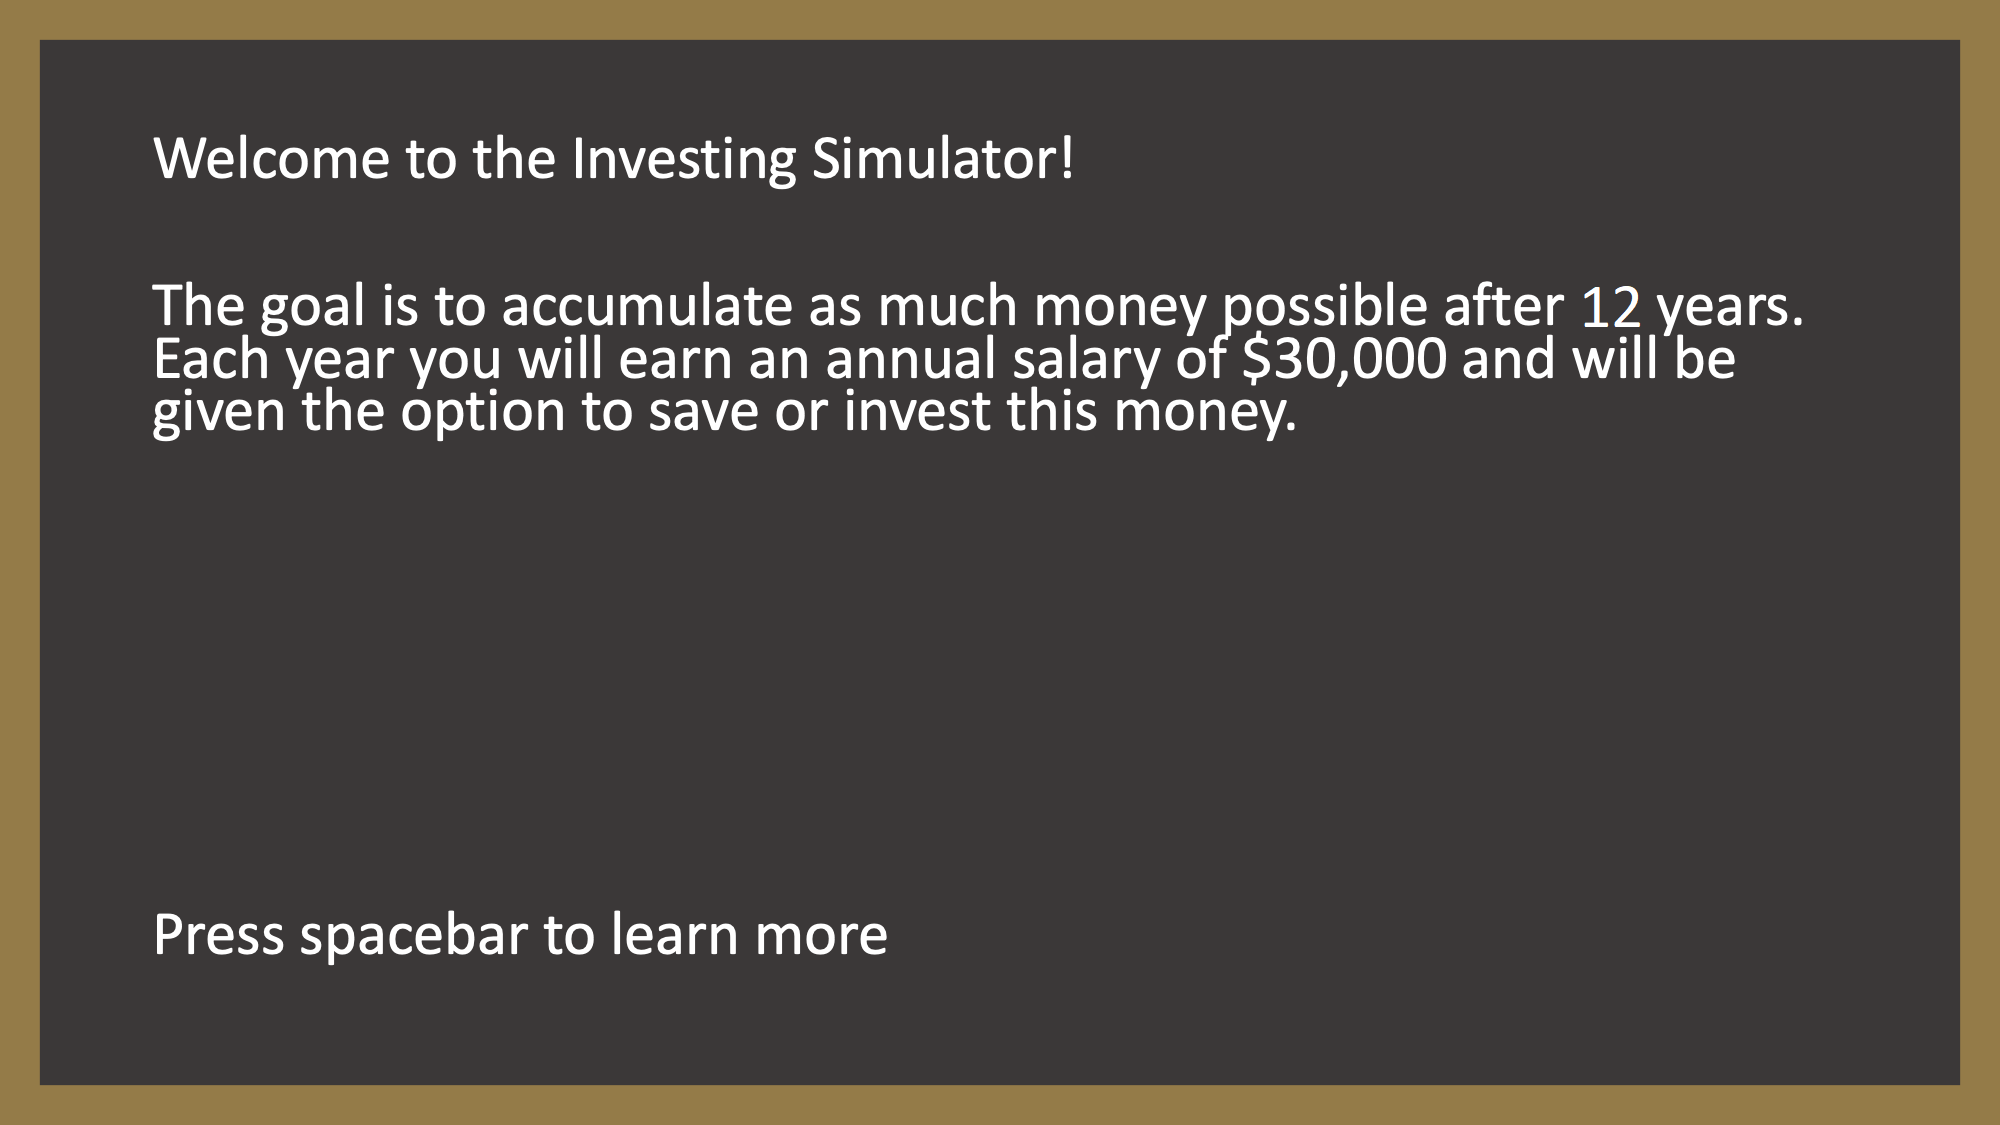 Welcome to the Investing Simulator!
The goal is to accumulate as much money possible after 12 years.
Each year you will earn an annual salary of $30,000 and will be
given the option to save or invest this money.
Press spacebar to learn more